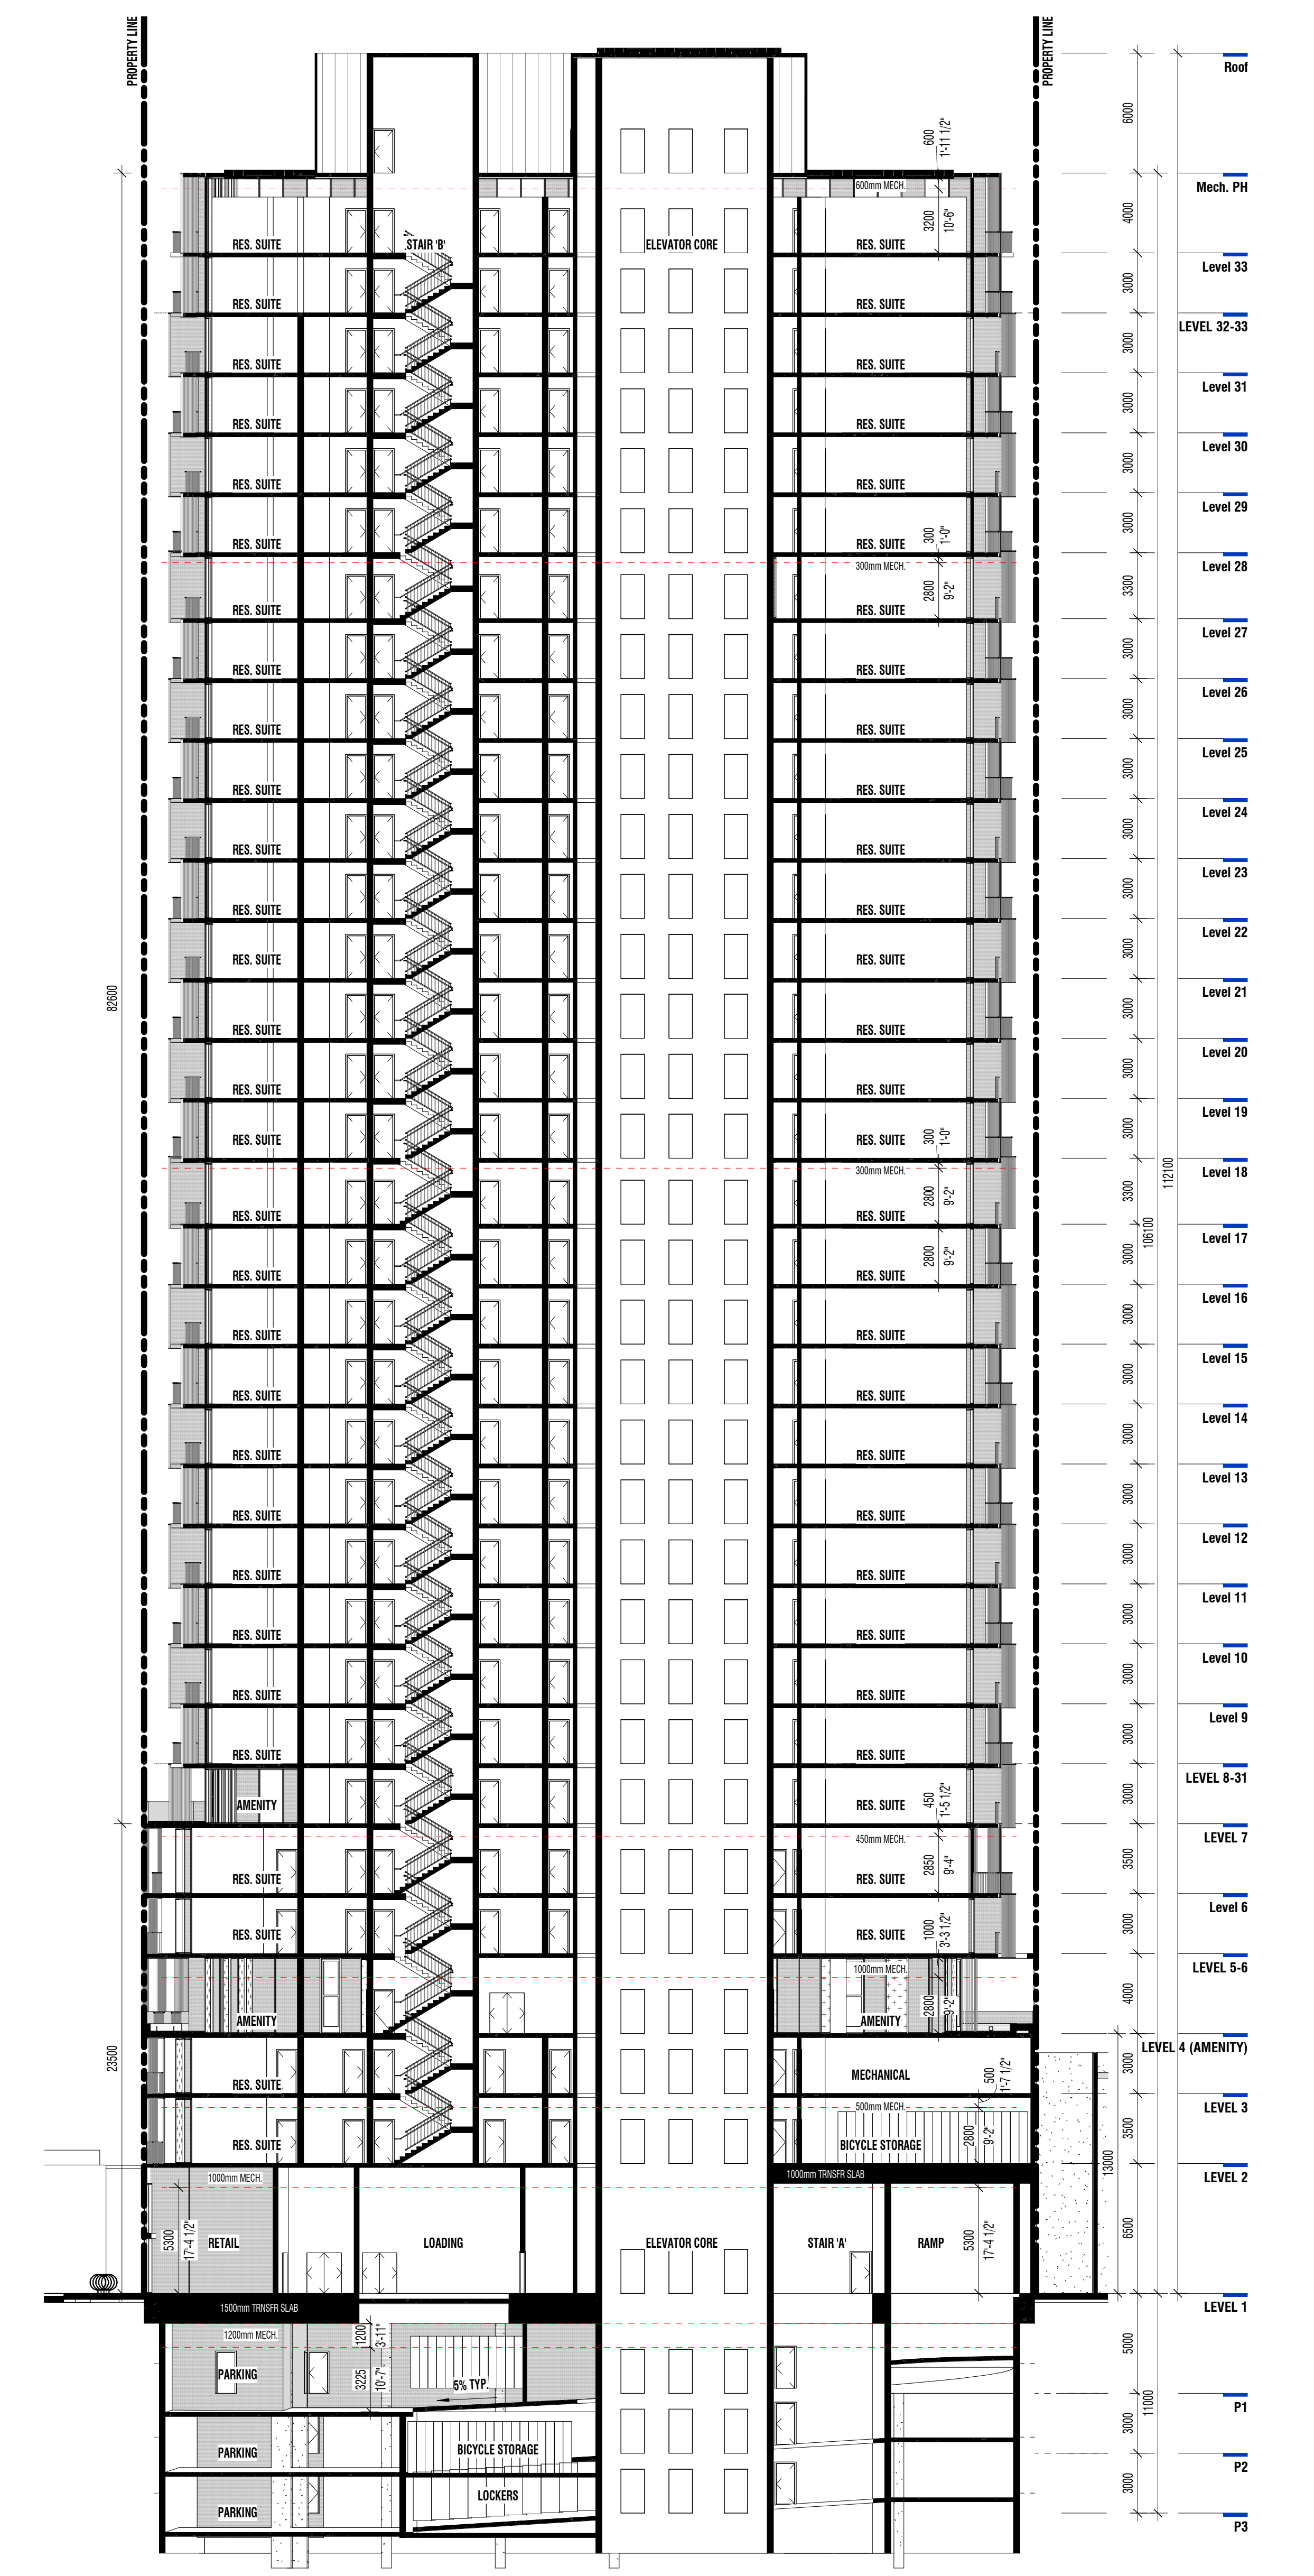 PROPERTY LINE
PROPERTY LINE
Roof
6000
600
1'-11 1/2"
600mm MECH.
Mech. PH
4000
3200
10'-6"
RES. SUITE
STAIR 'B'
ELEVATOR CORE
RES. SUITE
Level 33
3000
RES. SUITE
RES. SUITE
LEVEL 32-33
3000
RES. SUITE
RES. SUITE
Level 31
3000
RES. SUITE
RES. SUITE
Level 30
3000
RES. SUITE
RES. SUITE
Level 29
3000
300
1'-0"
RES. SUITE
RES. SUITE
300mm MECH.
Level 28
3300
2800
9'-2"
RES. SUITE
RES. SUITE
Level 27
3000
RES. SUITE
RES. SUITE
Level 26
3000
RES. SUITE
RES. SUITE
Level 25
3000
RES. SUITE
RES. SUITE
Level 24
3000
RES. SUITE
RES. SUITE
Level 23
3000
RES. SUITE
RES. SUITE
Level 22
3000
RES. SUITE
RES. SUITE
82600
Level 21
3000
RES. SUITE
RES. SUITE
Level 20
3000
RES. SUITE
RES. SUITE
Level 19
3000
300
1'-0"
RES. SUITE
RES. SUITE
300mm MECH.
112100
Level 18
3300
2800
9'-2"
RES. SUITE
RES. SUITE
106100
Level 17
3000
2800
9'-2"
RES. SUITE
RES. SUITE
Level 16
3000
RES. SUITE
RES. SUITE
Level 15
3000
RES. SUITE
RES. SUITE
Level 14
3000
RES. SUITE
RES. SUITE
Level 13
3000
RES. SUITE
RES. SUITE
Level 12
3000
RES. SUITE
RES. SUITE
Level 11
3000
RES. SUITE
RES. SUITE
Level 10
3000
RES. SUITE
RES. SUITE
Level 9
3000
RES. SUITE
RES. SUITE
LEVEL 8-31
3000
450
1'-5 1/2"
AMENITY
RES. SUITE
450mm MECH.
LEVEL 7
3500
2850
9'-4"
RES. SUITE
RES. SUITE
Level 6
3000
1000
3'-3 1/2"
RES. SUITE
RES. SUITE
1000mm MECH.
LEVEL 5-6
4000
2800
9'-2"
AMENITY
AMENITY
LEVEL 4 (AMENITY)
23500
3000
500
1'-7 1/2"
RES. SUITE
MECHANICAL
500mm MECH.
LEVEL 3
3500
2800
9'-2"
RES. SUITE
BICYCLE STORAGE
13000
1000mm MECH.
1000mm TRNSFR SLAB
LEVEL 2
6500
5300
17'-4 1/2"
RETAIL
LOADING
ELEVATOR CORE
STAIR 'A'
RAMP
5300
17'-4 1/2"
1500mm TRNSFR SLAB
LEVEL 1
1200mm MECH.
1200
3'-11"
5000
PARKING
3225
10'-7"
5% TYP.
P1
11000
3000
PARKING
BICYCLE STORAGE
P2
3000
LOCKERS
PARKING
P3